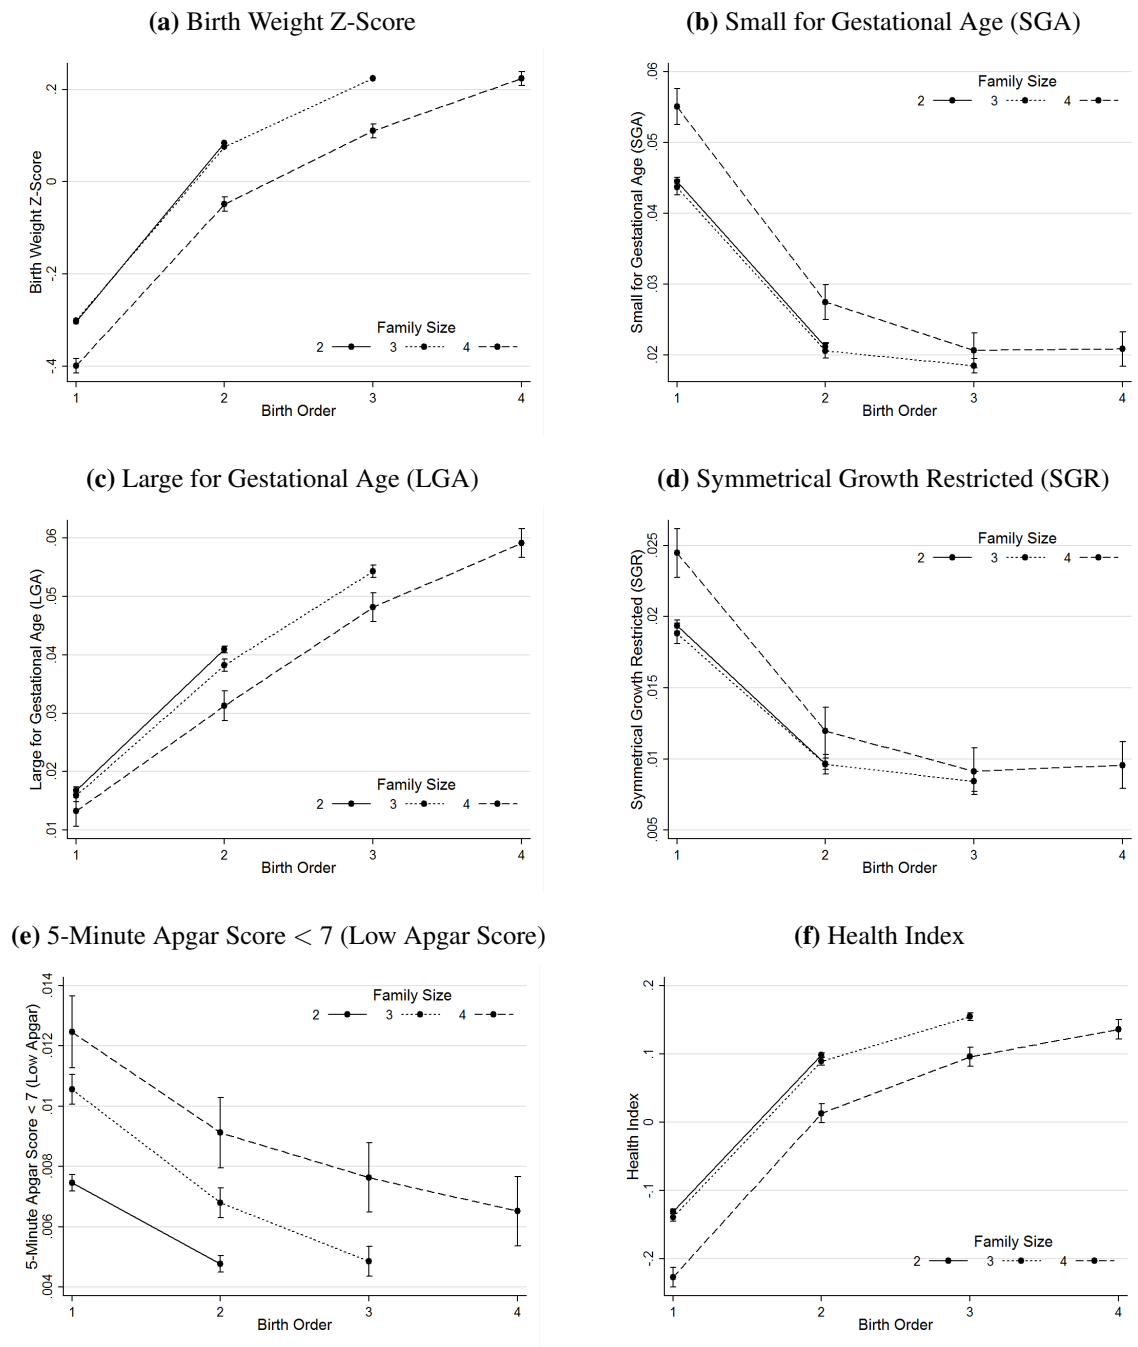 (a) Birth Weight Z-Score
Birth Weight Z-Score
.2
0
-.2
-.4
Family Size
2 3 4
1 2 3 4
Birth Order
(b) Small for Gestational Age (SGA)
Small for Gestational Age (SGA)
.06
.05
.04
.03
.02
Family Size
2 3 4
1 2 3 4
Birth Order
(c) Large for Gestational Age (LGA)
Large for Gestational Age (LGA)
.06
.05
.04
.03
.02
.01
Family Size
2 3 4
1 2 3 4
Birth Order
(d) Symmetrical Growth Restricted (SGR)
Symmetrical Growth Restricted (SGR)
.025
.02
.015
.01
.005
Family Size
2 3 4
1 2 3 4
Birth Order
(e) 5-Minute Apgar Score < 7 (Low Apgar Score)
5-Minute Apgar Score < 7 (Low Apgar)
.014
.012
.01
.008
.006
.004
Family Size
2 3 4
1 2 3 4
Birth Order
(f) Health Index
Health Index
.2
.1
0
-.1
-.2
Family Size
2 3 4
1 2 3 4
Birth Order